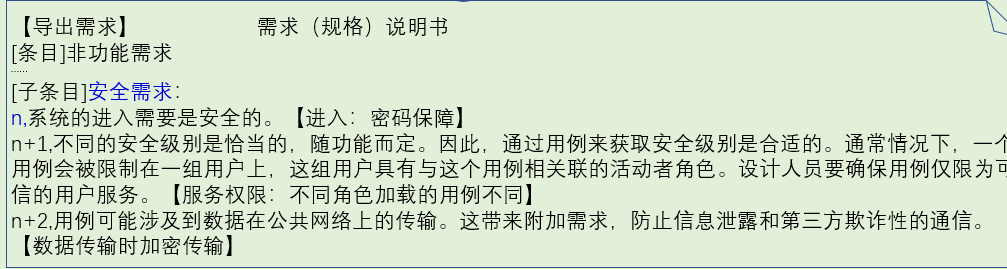 【导出需求】 需求（规格）说明书
[条目]非功能需求
......
[子条目]安全需求：
n,系统的进入需要是安全的。【进入：密码保障】
n+1,不同的安全级别是恰当的，随功能而定。因此，通过用例来获取安全级别是合适的。通常情况下，一个
用例会被限制在一组用户上，这组用户具有与这个用例相关联的活动者角色。设计人员要确保用例仅限为可
信的用户服务。【服务权限：不同角色加载的用例不同】
n+2,用例可能涉及到数据在公共网络上的传输。这带来附加需求，防止信息泄露和第三方欺诈性的通信。
【数据传输时加密传输】